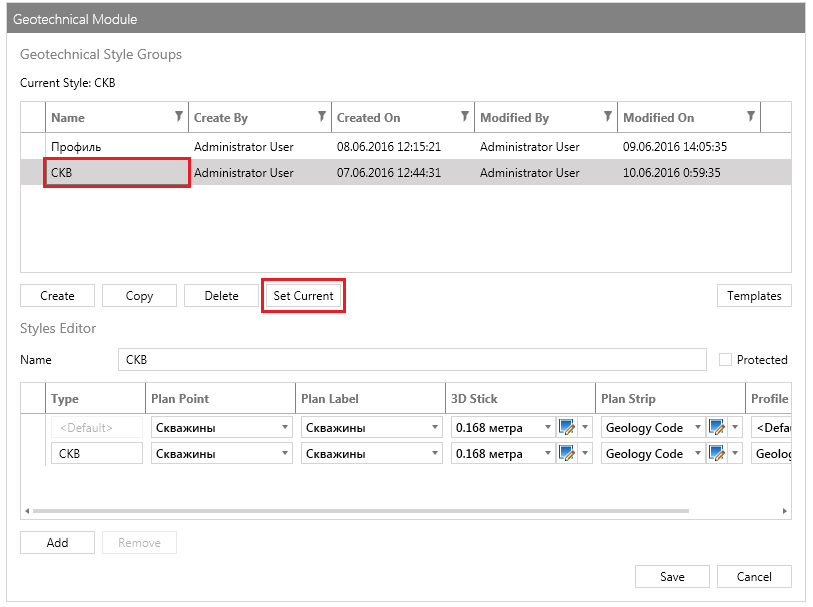 Geotechnical Module
Geotechnical Style Groups
Current Style: СКВ
Name Create By Created On Modified By Modified On
Профиль Administrator User 08.06.2016 12:15:21 Administrator User 09.06.2016 14:05:35
СКВ Administrator User 07.06.2016 12:44:31 Administrator User 10.06.2016 0:59:35
Create Copy Delete Set Current Templates
Styles Editor
Name СКВ Protected
Type Plan Point Plan Label 3D Stick Plan Strip Profile
<Default> Скважины Скважины 0.168 метра Geology Code <Defau
СКВ Скважины Скважины 0.168 метра Geology Code Geolog
Add Remove
Save Cancel